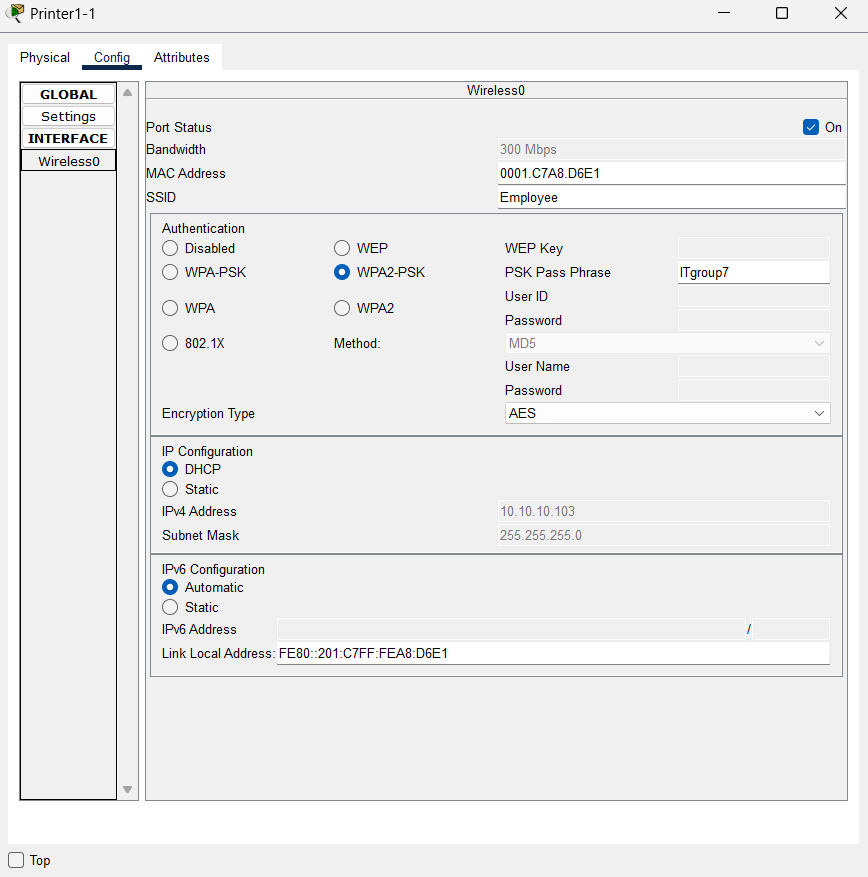 Printer1-1
Physical Config Attributes
GLOBAL
Settings
INTERFACE
Wireless0
Wireless0
Port Status On
Bandwidth 300 Mbps
MAC Address 0001.C7A8.D6E1
SSID Employee
Authentication
Disabled WEP WEP Key
WPA-PSK WPA2-PSK PSK Pass Phrase ITgroup7
User ID
WPA WPA2
Password
802.1X Method: MD5
User Name
Password
Encryption Type AES
IP Configuration
DHCP
Static
IPv4 Address 10.10.10.103
Subnet Mask 255.255.255.0
IPv6 Configuration
Automatic
Static
IPv6 Address /
Link Local Address: FE80::201:C7FF:FEA8:D6E1
Top